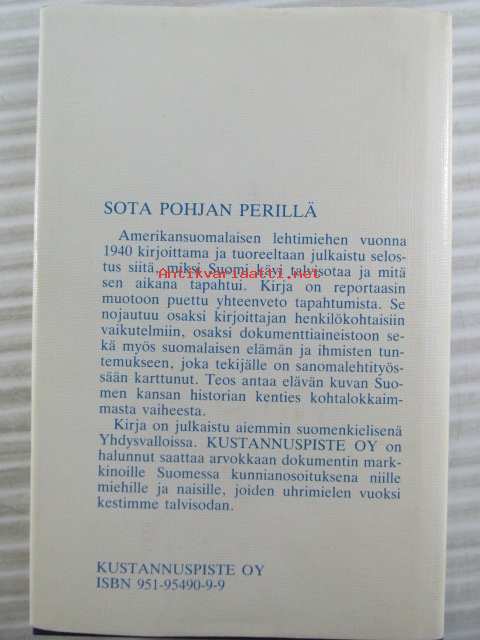 SOTA POHJAN PERILLÄ
Amerikansuomalaisen lehtimiehen vuonna
1940 kirjoittama ja tuoreeltaan julkaistu selos-
tus siitä, miksi Suomi kävi talvisotaa ja mitä
Antikvariaatti.net
sen aikana tapahtui. Kirja on reportaasin
muotoon puettu yhteenveto tapahtumista. Se
nojautuu osaksi kirjoittajan henkilökohtaisiin
vaikutelmiin, osaksi dokumenttiaineistoon se-
kä myös suomalaisen elämän ja ihmisten tun-
temukseen, joka tekijälle on sanomalehtityös-
sään karttunut. Teos antaa elävän kuvan Suo-
men kansan historian kenties kohtalokkaim-
masta vaiheesta.
Kirja on julkaistu aiemmin suomenkielisenä
Yhdysvalloissa. KUSTANNUSPISTE OY on
halunnut saattaa arvokkaan dokumentin mark-
kinoille Suomessa kunnianosoituksena niille
miehille ja naisille, joiden uhrimielen vuoksi
kestimme talvisodan.
KUSTANNUSPISTE OY
ISBN 951-95490-9-9